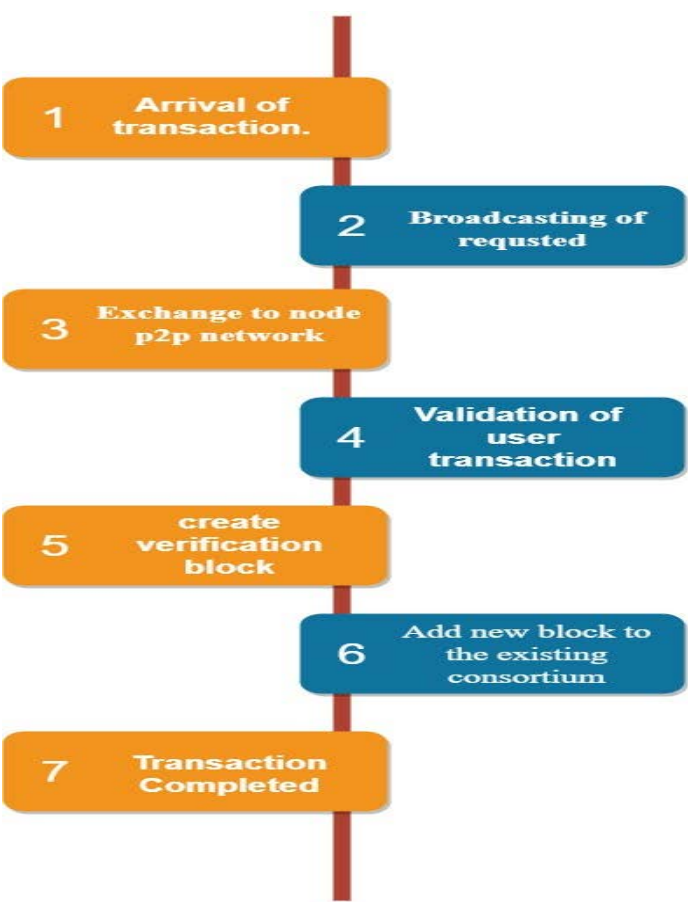 1
Arrival of
transaction.
2
Broadcasting of
requsted
3
Exchange to node
p2p network
4
Validation of
user
transaction
5
create
verification
block
6
Add new block to
the existing
consortium
7
Transaction
Completed